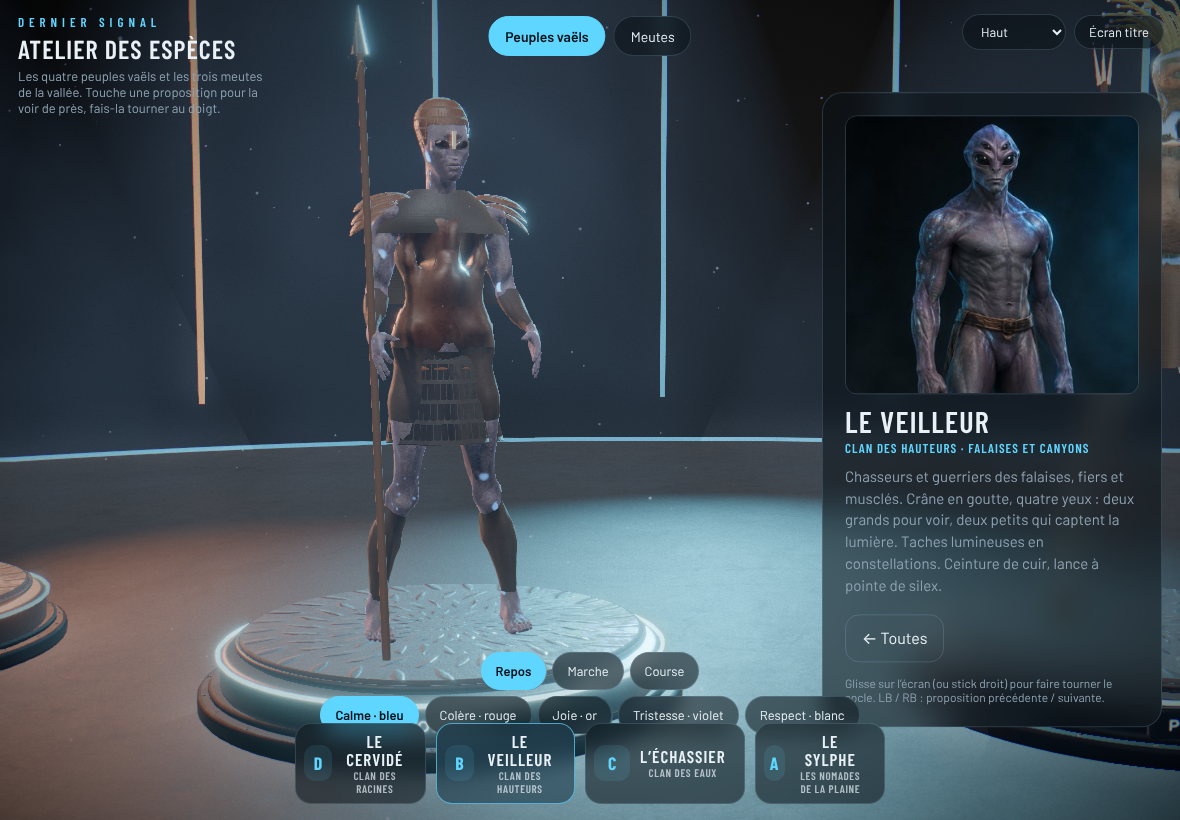 DERNIER SIGNAL
ATELIER DES ESPÈCES
Les quatre peuples vaëls et les trois meutes
de la vallée. Touche une proposition pour la
voir de près, fais-la tourner au doigt.
Peuples vaëls
Meutes
Haut
Écran titre
LE VEILLEUR
CLAN DES HAUTEURS · FALAISES ET CANYONS
Chasseurs et guerriers des falaises, fiers et
musclés. Crâne en goutte, quatre yeux : deux
grands pour voir, deux petits qui captent la
lumière. Taches lumineuses en
constellations. Ceinture de cuir, lance à
pointe de silex.
← Toutes
Glisse sur l'écran (ou stick droit) pour faire tourner le
socle. LB / RB : proposition précédente / suivante.
Repos
Marche
Course
Calme · bleu
Colère · rouge
Joie · or
Tristesse · violet
Respect · blanc
D
LE
CERVIDÉ
CLAN DES
RACINES
B
LE
VEILLEUR
CLAN DES
HAUTEURS
C
L'ÉCHASSIER
CLAN DES EAUX
A
LE
SYLPHE
LES NOMADES
DE LA PLAINE